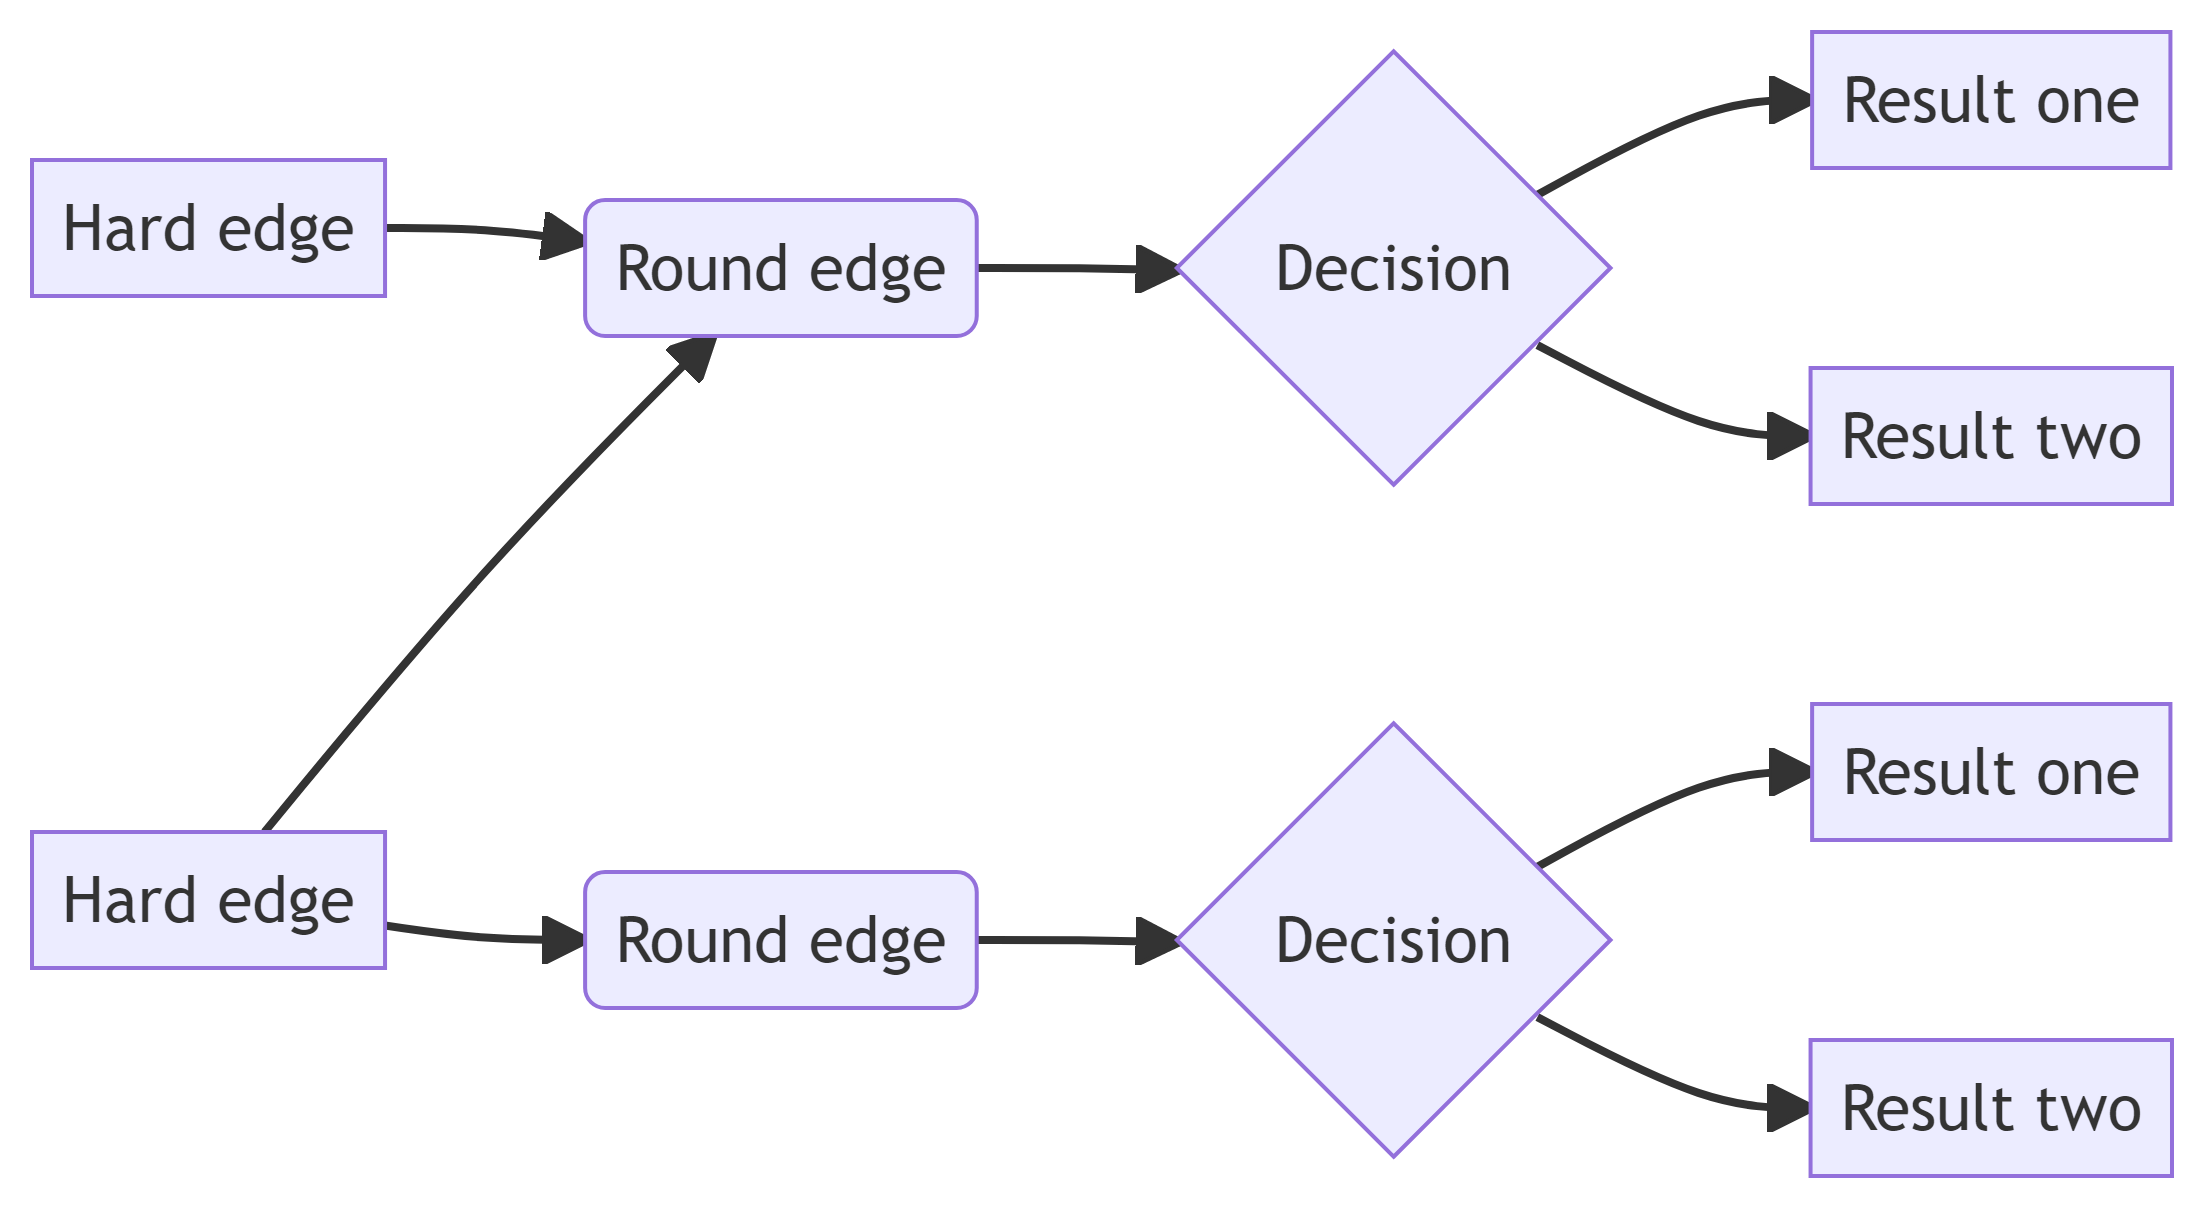 Hard edge
Round edge
Decision
Result one
Result two
Hard edge
Round edge
Decision
Result one
Result two